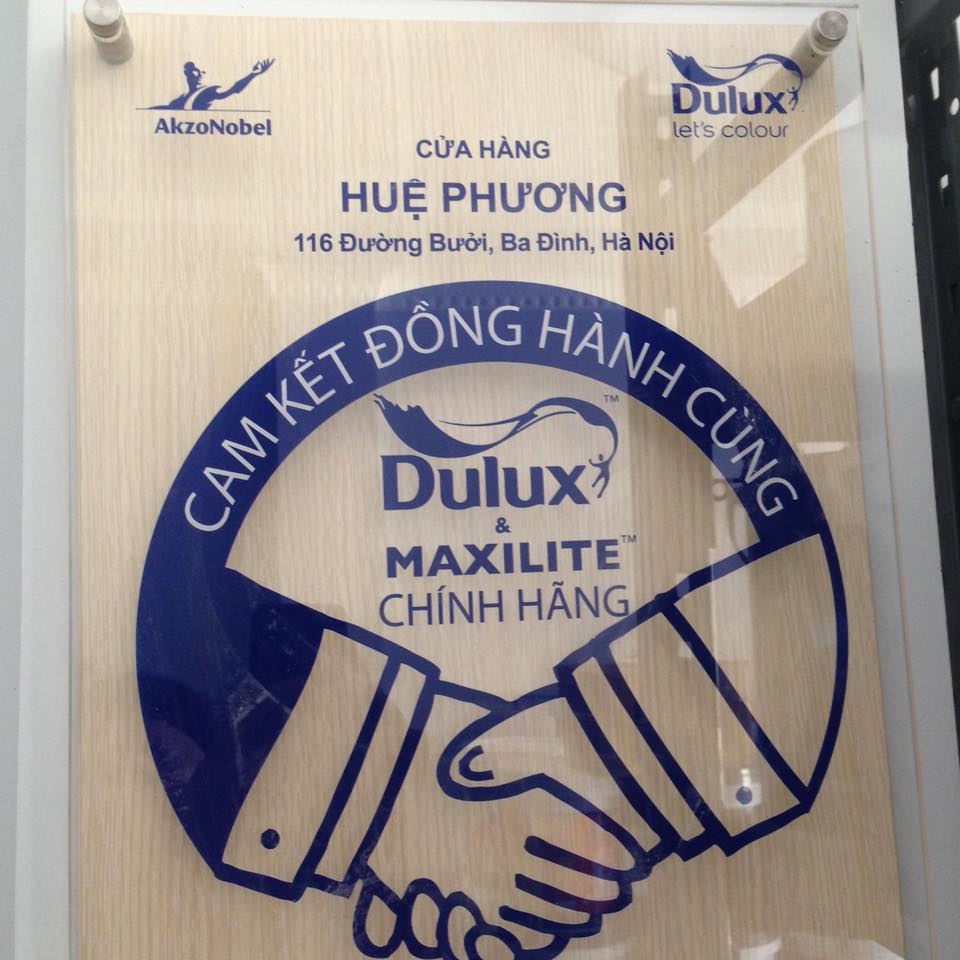 AkzoNobel
Dulux
let's colour
CỬA HÀNG
HUỆ PHƯƠNG
116 Đường Bưởi, Ba Đình, Hà Nội
CAM KẾT ĐỒNG HÀNH CÙNG
Dulux™
&
MAXILITE™
CHÍNH HÃNG